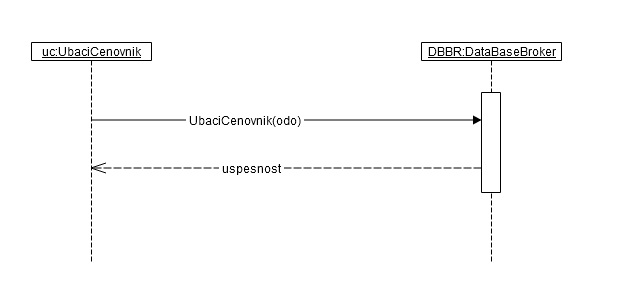 uc:UbaciCenovnik
DBBR:DataBaseBroker
UbaciCenovnik(odo)
uspesnost